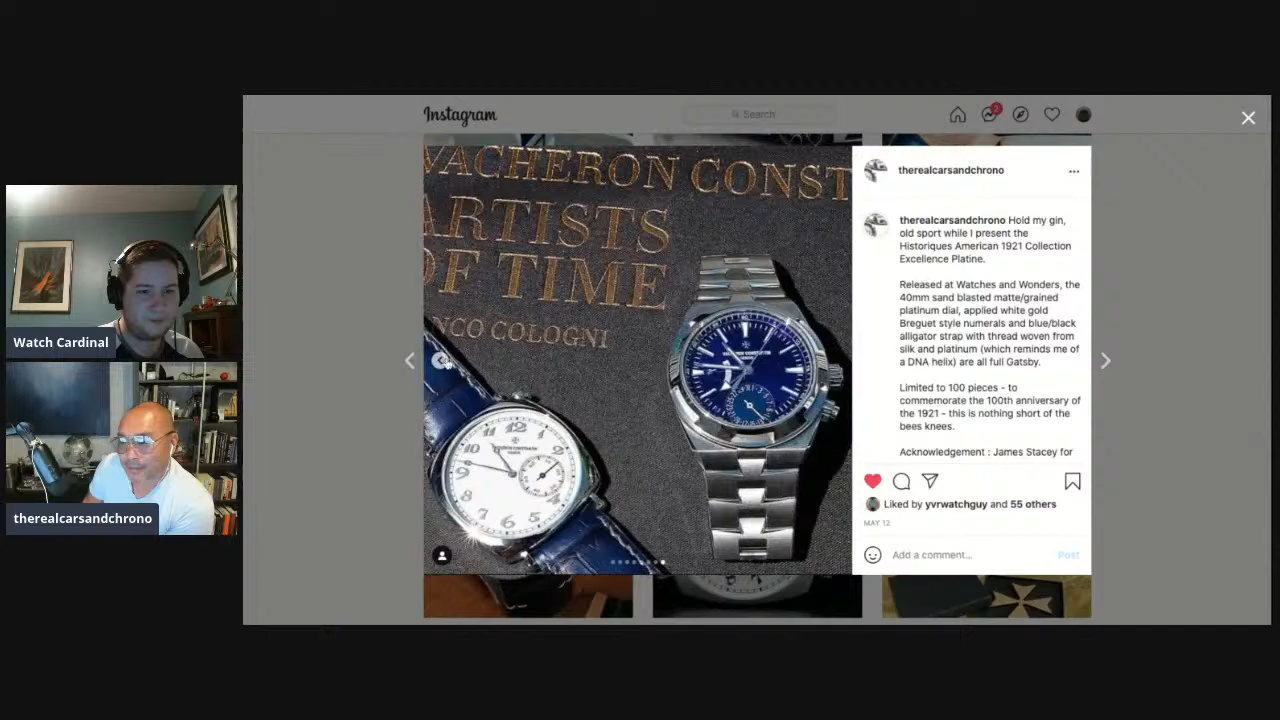 Instagram
Search
2
VACHERON CONST
ARTISTS
OF TIME
NCO COLOGNI
VACHERON CONSTANTIN
12
therealcarsandchrono
therealcarsandchrono Hold my gin,
old sport while I present the
Historiques American 1921 Collection
Excellence Platine.
Released at Watches and Wonders, the
40mm sand blasted matte/grained
platinum dial, applied white gold
Breguet style numerals and blue/black
alligator strap with thread woven from
silk and platinum (which reminds me of
a DNA helix) are all full Gatsby.
Limited to 100 pieces - to
commemorate the 100th anniversary of
the 1921 - this is nothing short of the
bees knees.
Acknowledgement : James Stacey for
Liked by yvrwatchguy and 55 others
MAY 12
Add a comment...
Post
Watch Cardinal
therealcarsandchrono